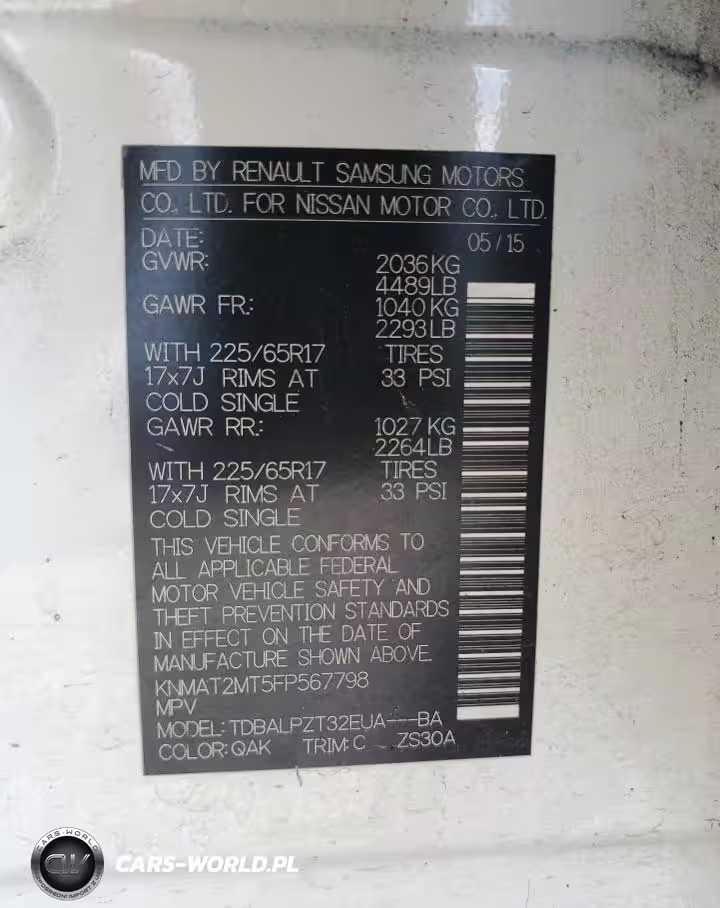 MFD BY RENAULT SAMSUNG MOTORS
CO., LTD. FOR NISSAN MOTOR CO., LTD.
DATE: 05/15
GVWR: 2036KG
4489LB
GAWR FR.: 1040KG
2293LB
WITH 225/65R17 TIRES
17x7J RIMS AT 33 PSI
COLD SINGLE
GAWR RR.: 1027KG
2264LB
WITH 225/65R17 TIRES
17x7J RIMS AT 33 PSI
COLD SINGLE
THIS VEHICLE CONFORMS TO
ALL APPLICABLE FEDERAL
MOTOR VEHICLE SAFETY AND
THEFT PREVENTION STANDARDS
IN EFFECT ON THE DATE OF
MANUFACTURE SHOWN ABOVE.
KNMAT2MT5FP567798
MPV
MODEL: TDBALPZT32EUA---BA
COLOR: QAK TRIM: C ZS30A
CARS-WORLD
CW
CARS-WORLD.PL